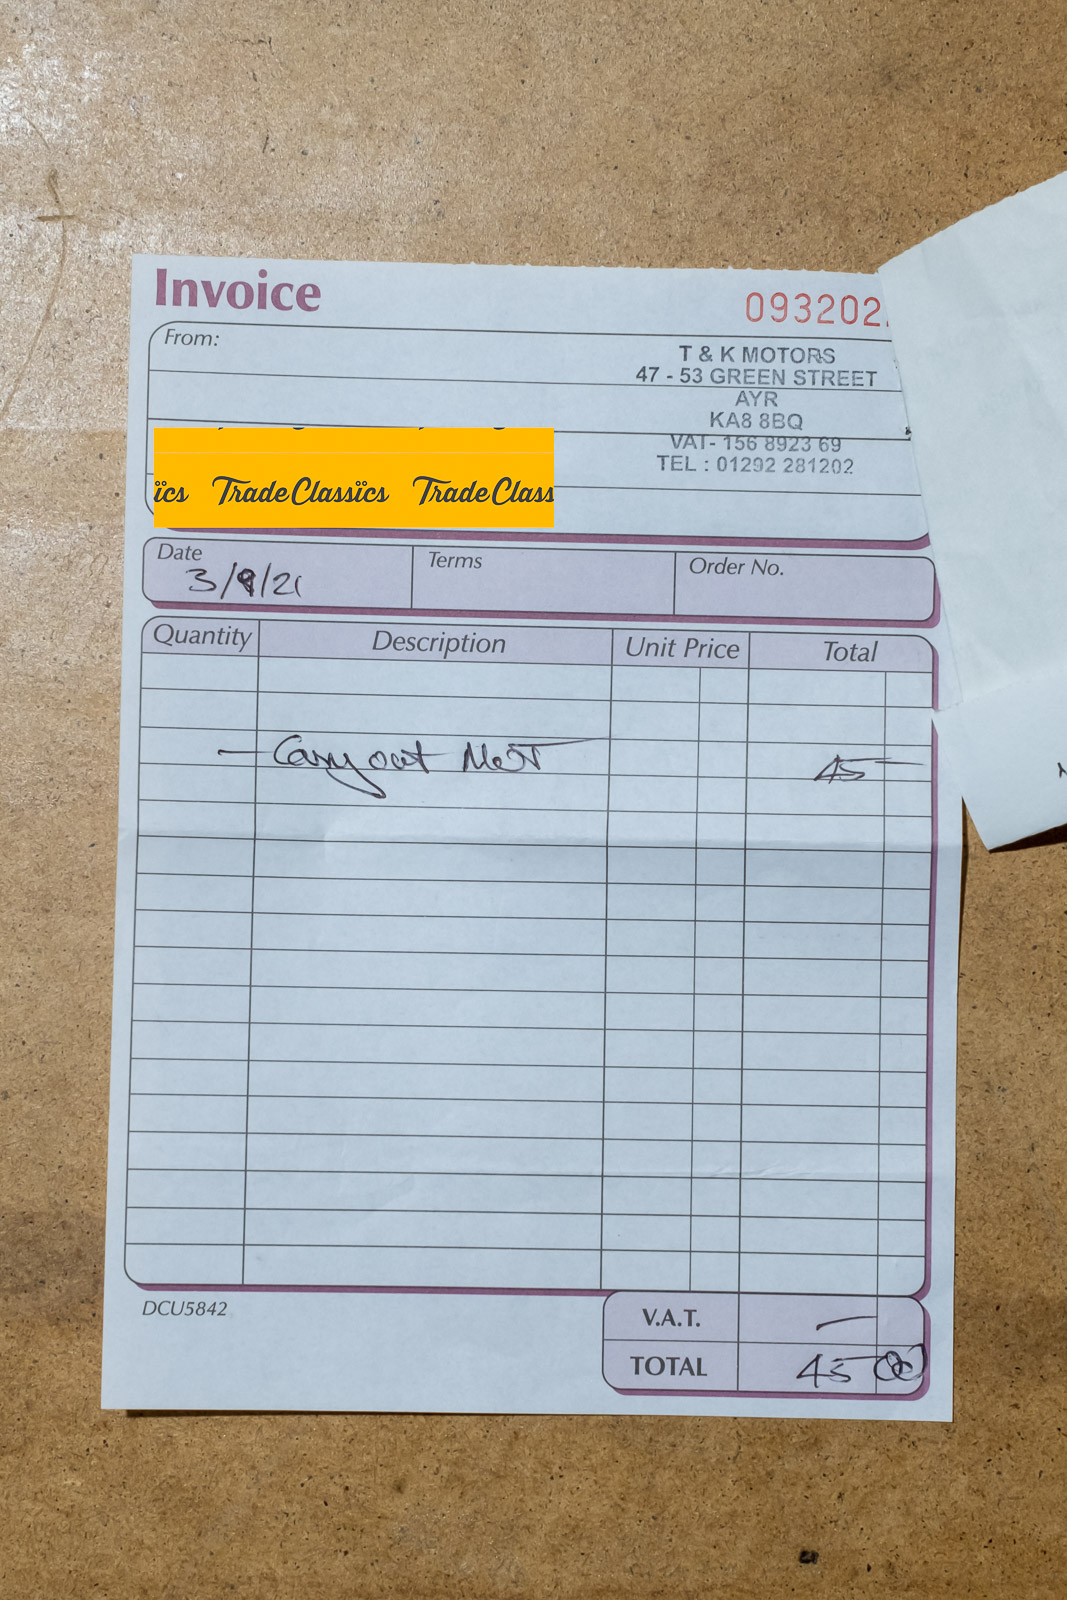 Invoice
093202
From:
T & K MOTORS
47 - 53 GREEN STREET
AYR
KA8 8BQ
VAT- 156 8923 69
TEL : 01292 281202
ïcs TradeClassïcs TradeClass
Date Terms Order No.
3/9/21
Quantity Description Unit Price Total
— Carry out MOT 45 —
DCU5842
V.A.T. —
TOTAL 45 00